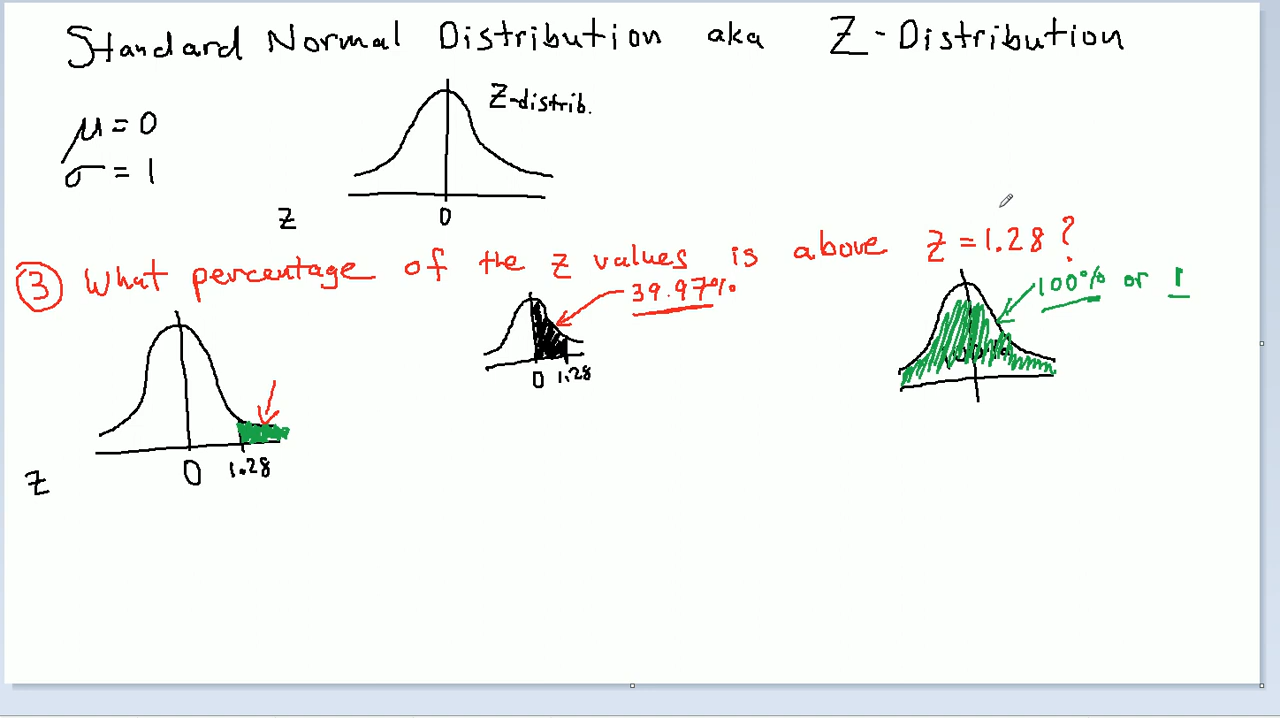 Standard Normal Distribution aka Z-Distribution
Z-distrib.
μ = 0
σ = 1
Z
0
③ What percentage of the Z values is above Z = 1.28?
39.97%
100% or 1
0 1.28
0 1.28
Z